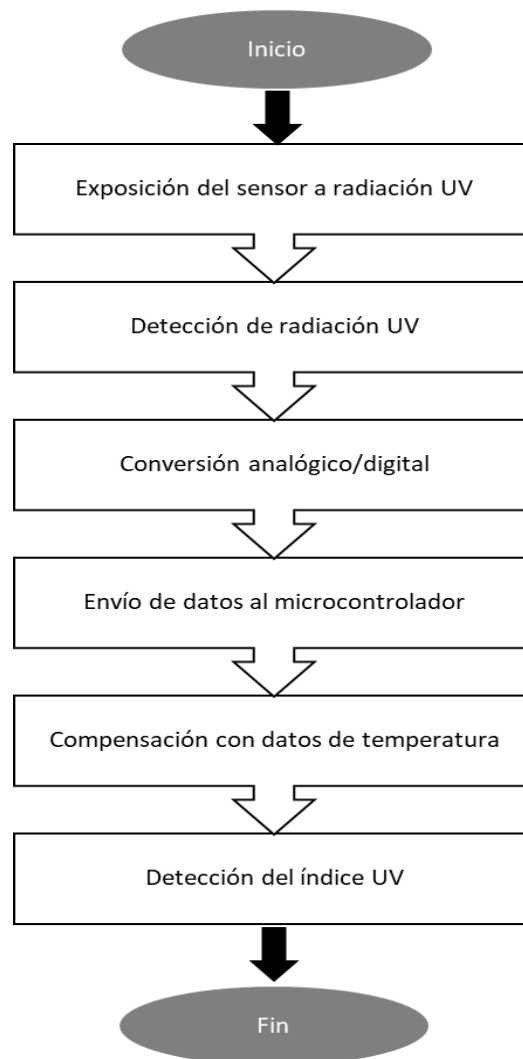 Inicio
Exposición del sensor a radiación UV
Detección de radiación UV
Conversión analógico/digital
Envío de datos al microcontrolador
Compensación con datos de temperatura
Detección del índice UV
Fin